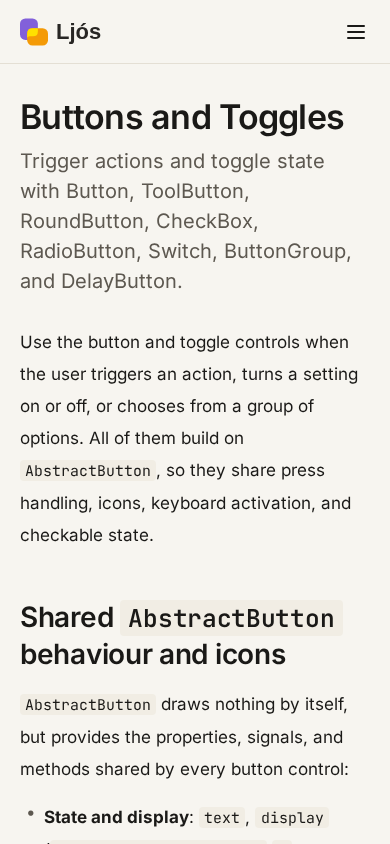 Ljós
Buttons and Toggles
Trigger actions and toggle state
with Button, ToolButton,
RoundButton, CheckBox,
RadioButton, Switch, ButtonGroup,
and DelayButton.
Use the button and toggle controls when
the user triggers an action, turns a setting
on or off, or chooses from a group of
options. All of them build on
AbstractButton, so they share press
handling, icons, keyboard activation, and
checkable state.
Shared AbstractButton
behaviour and icons
AbstractButton draws nothing by itself,
but provides the properties, signals, and
methods shared by every button control:
• State and display: text, display